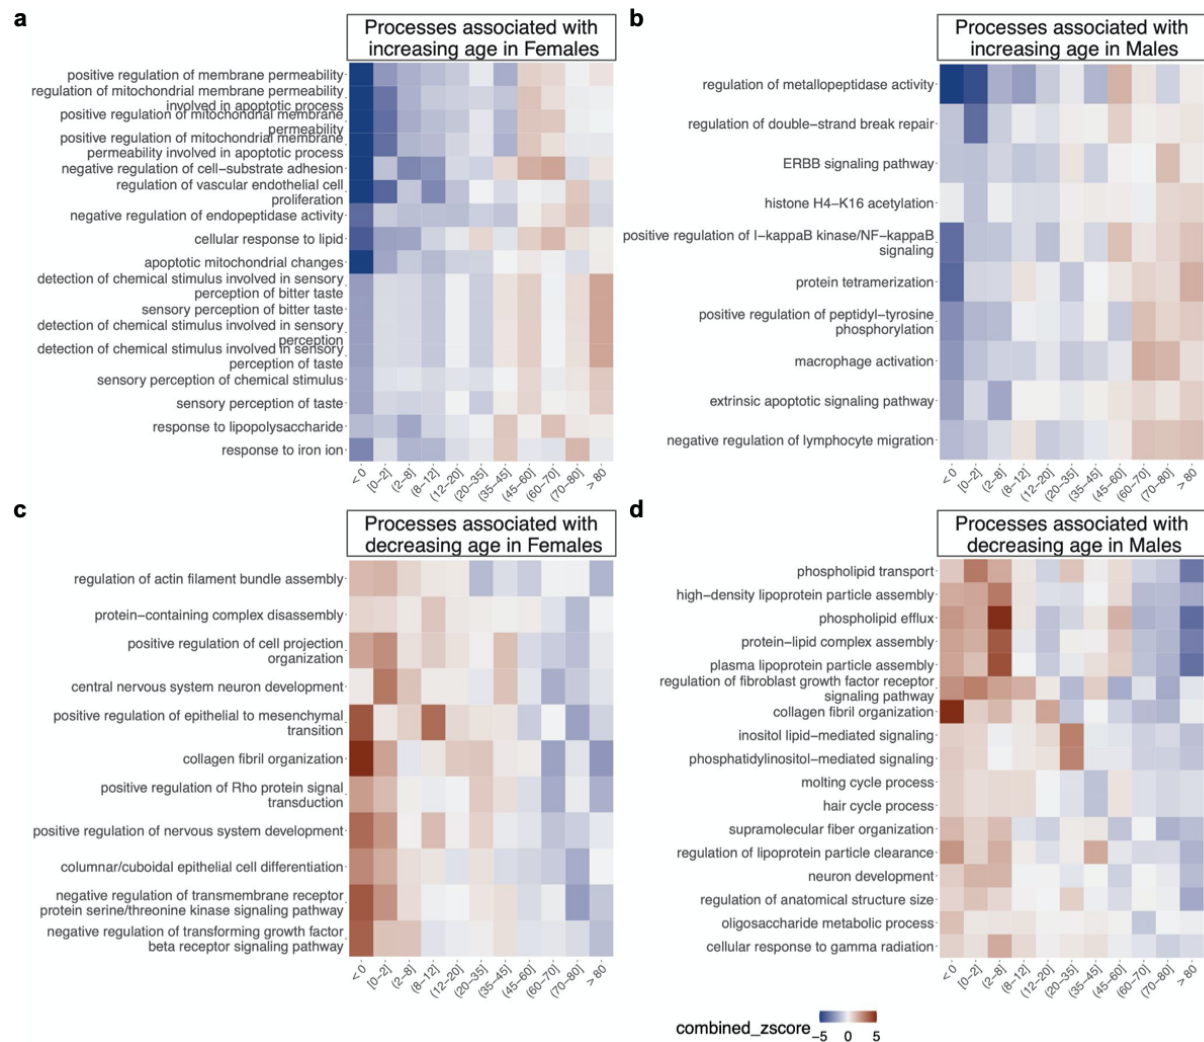 a
Processes associated with
increasing age in Females
positive regulation of membrane permeability
regulation of mitochondrial membrane permeability
involved in apoptotic process
positive regulation of mitochondrial membrane
permeability
positive regulation of mitochondrial membrane
permeability involved in apoptotic process
negative regulation of cell−substrate adhesion
regulation of vascular endothelial cell
proliferation
negative regulation of endopeptidase activity
cellular response to lipid
apoptotic mitochondrial changes
detection of chemical stimulus involved in sensory
perception of bitter taste
sensory perception of bitter taste
detection of chemical stimulus involved in sensory
perception
detection of chemical stimulus involved in sensory
perception of taste
sensory perception of chemical stimulus
sensory perception of taste
response to lipopolysaccharide
response to iron ion
< 0
[0−2]
(2−8]
(8−12]
(12−20]
(20−35]
(35−45]
(45−60]
(60−70]
(70−80]
> 80
b
Processes associated with
increasing age in Males
regulation of metallopeptidase activity
regulation of double−strand break repair
ERBB signaling pathway
histone H4−K16 acetylation
positive regulation of I−kappaB kinase/NF−kappaB
signaling
protein tetramerization
positive regulation of peptidyl−tyrosine
phosphorylation
macrophage activation
extrinsic apoptotic signaling pathway
negative regulation of lymphocyte migration
< 0
[0−2]
(2−8]
(8−12]
(12−20]
(20−35]
(35−45]
(45−60]
(60−70]
(70−80]
> 80
c
Processes associated with
decreasing age in Females
regulation of actin filament bundle assembly
protein−containing complex disassembly
positive regulation of cell projection
organization
central nervous system neuron development
positive regulation of epithelial to mesenchymal
transition
collagen fibril organization
positive regulation of Rho protein signal
transduction
positive regulation of nervous system development
columnar/cuboidal epithelial cell differentiation
negative regulation of transmembrane receptor
protein serine/threonine kinase signaling pathway
negative regulation of transforming growth factor
beta receptor signaling pathway
< 0
[0−2]
(2−8]
(8−12]
(12−20]
(20−35]
(35−45]
(45−60]
(60−70]
(70−80]
> 80
d
Processes associated with
decreasing age in Males
phospholipid transport
high−density lipoprotein particle assembly
phospholipid efflux
protein−lipid complex assembly
plasma lipoprotein particle assembly
regulation of fibroblast growth factor receptor
signaling pathway
collagen fibril organization
inositol lipid−mediated signaling
phosphatidylinositol−mediated signaling
molting cycle process
hair cycle process
supramolecular fiber organization
regulation of lipoprotein particle clearance
neuron development
regulation of anatomical structure size
oligosaccharide metabolic process
cellular response to gamma radiation
< 0
[0−2]
(2−8]
(8−12]
(12−20]
(20−35]
(35−45]
(45−60]
(60−70]
(70−80]
> 80
combined_zscore
−5 0 5